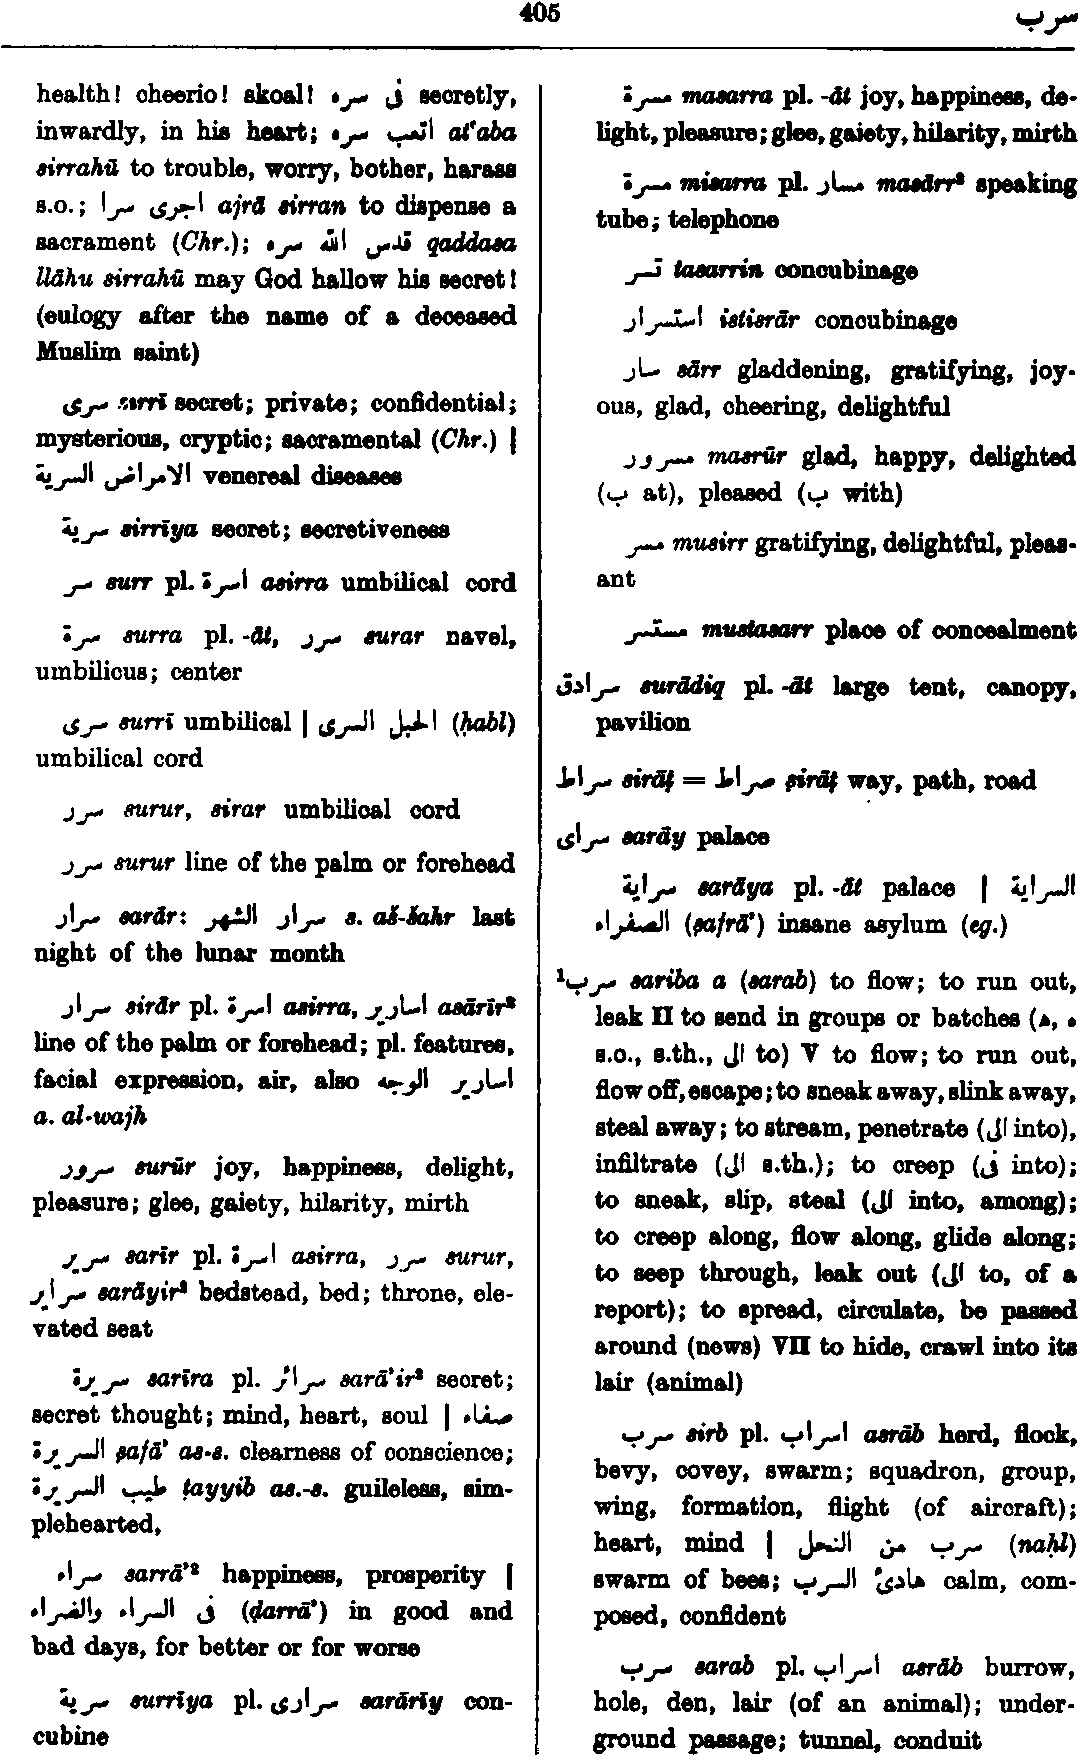 405
سرب
health! cheerio! skoal! فى سره secretly,
inwardly, in his heart; اتعب سره at‘aba
sirrahū to trouble, worry, bother, harass
s.o.; اجرى سرا ajrā sirran to dispense a
sacrament (Chr.); قدس الله سره qaddasa
llāhu sirrahū may God hallow his secret!
(eulogy after the name of a deceased
Muslim saint)
سرى sirrī secret; private; confidential;
mysterious, cryptic; sacramental (Chr.) |
الامراض السرية venereal diseases
سرية sirrīya secret; secretiveness
سر surr pl. اسرة asirra umbilical cord
سرة surra pl. -āt, سرر surar navel,
umbilicus; center
سرى surrī umbilical | الحبل السرى (ḥabl)
umbilical cord
سرر surur, sirar umbilical cord
سرر surur line of the palm or forehead
سرار sarār: سرار الشهر s. aš-šahr last
night of the lunar month
سرار sirār pl. اسرة asirra, اسارير asārīr²
line of the palm or forehead; pl. features,
facial expression, air, also اسارير الوجه
a. al-wajh
سرور surūr joy, happiness, delight,
pleasure; glee, gaiety, hilarity, mirth
سرير sarīr pl. اسرة asirra, سرر surur,
سراير sarāyir² bedstead, bed; throne, ele-
vated seat
سريرة sarīra pl. سرائر sarā’ir² secret;
secret thought; mind, heart, soul | صفاء
السريرة ṣafā’ as-s. clearness of conscience;
طيب السريرة ṭayyib as.-s. guileless, sim-
plehearted,
سراء sarrā’² happiness, prosperity |
فى السراء والضراء (ḍarrā’) in good and
bad days, for better or for worse
سرية surrīya pl. سرارى sarārīy con-
cubine
مسرة masarra pl. -āt joy, happiness, de-
light, pleasure; glee, gaiety, hilarity, mirth
مسرة misarra pl. مسار masārr² speaking
tube; telephone
تسر tasarrin concubinage
استسرار istisrār concubinage
سار sārr gladdening, gratifying, joy-
ous, glad, cheering, delightful
مسرور masrūr glad, happy, delighted
(ب at), pleased (ب with)
مسر musirr gratifying, delightful, pleas-
ant
مستسر mustasarr place of concealment
سرادق surādiq pl. -āt large tent, canopy,
pavilion
سراط sirāṭ = صراط ṣirāṭ way, path, road
سراى sarāy palace
سراية sarāya pl. -āt palace | السراية
الصفراء (ṣafrā’) insane asylum (eg.)
¹سرب sariba a (sarab) to flow; to run out,
leak II to send in groups or batches (ه, ه
s.o., s.th., الى to) V to flow; to run out,
flow off, escape; to sneak away, slink away,
steal away; to stream, penetrate (الى into),
infiltrate (الى s.th.); to creep (فى into);
to sneak, slip, steal (الى into, among);
to creep along, flow along, glide along;
to seep through, leak out (الى to, of a
report); to spread, circulate, be passed
around (news) VII to hide, crawl into its
lair (animal)
سرب sirb pl. اسراب asrāb herd, flock,
bevy, covey, swarm; squadron, group,
wing, formation, flight (of aircraft);
heart, mind | سرب من النحل (naḥl)
swarm of bees; هادئ السرب calm, com-
posed, confident
سرب sarab pl. اسراب asrāb burrow,
hole, den, lair (of an animal); under-
ground passage; tunnel, conduit